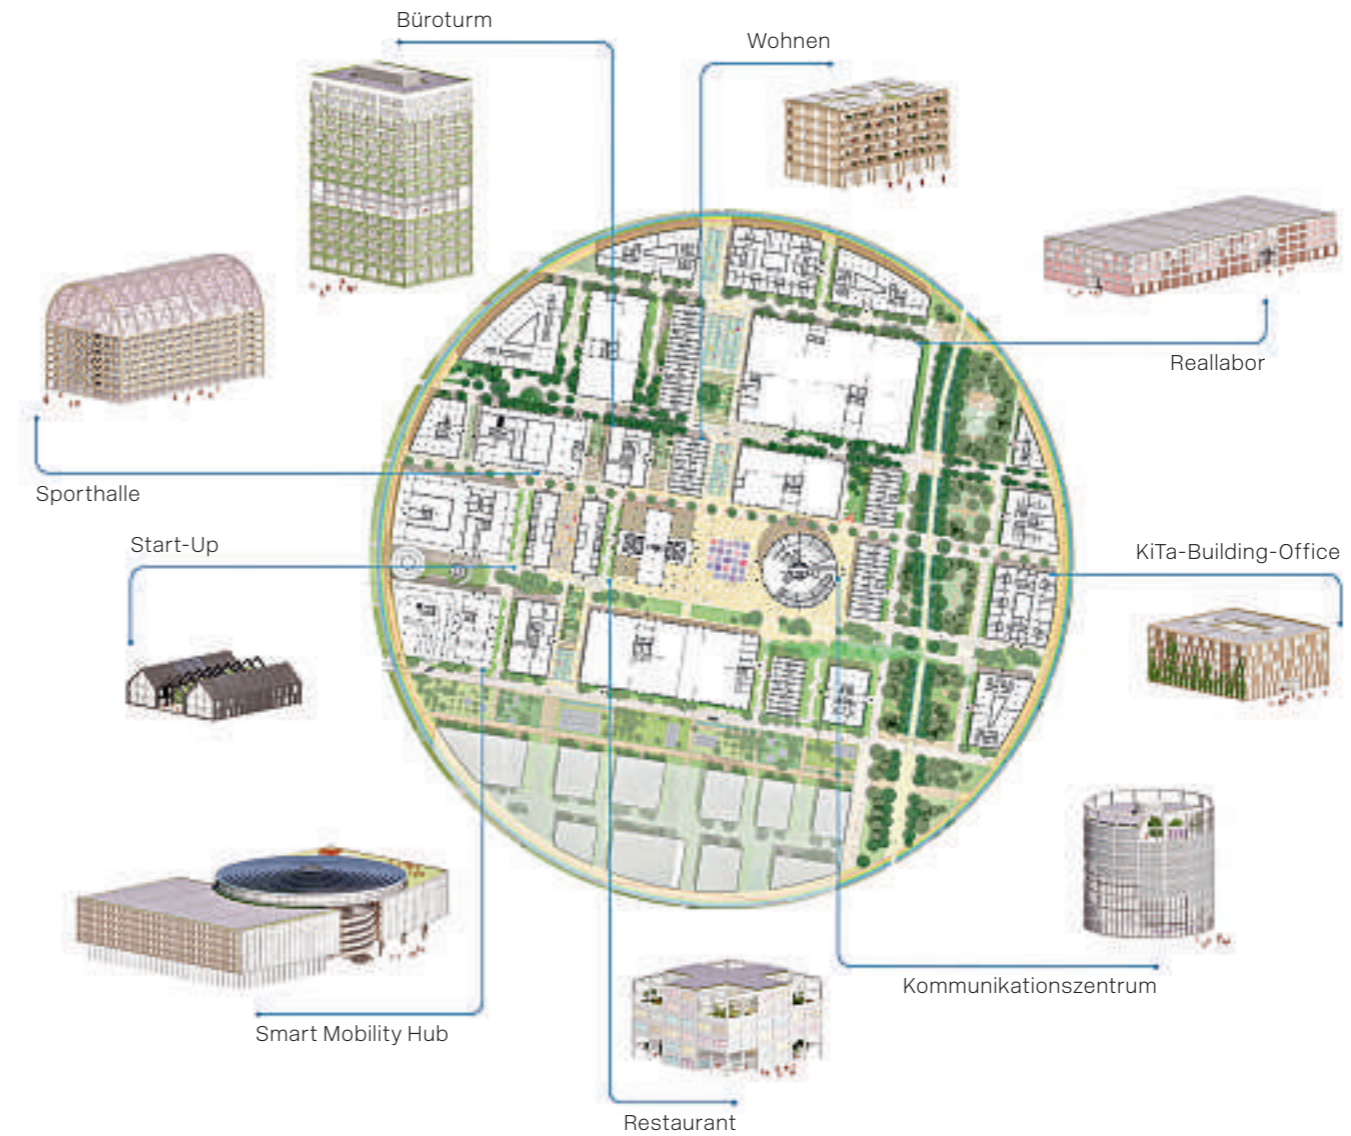 Büroturm
Wohnen
Reallabor
Sporthalle
Start-Up
KiTa-Building-Office
Kommunikationszentrum
Smart Mobility Hub
Restaurant